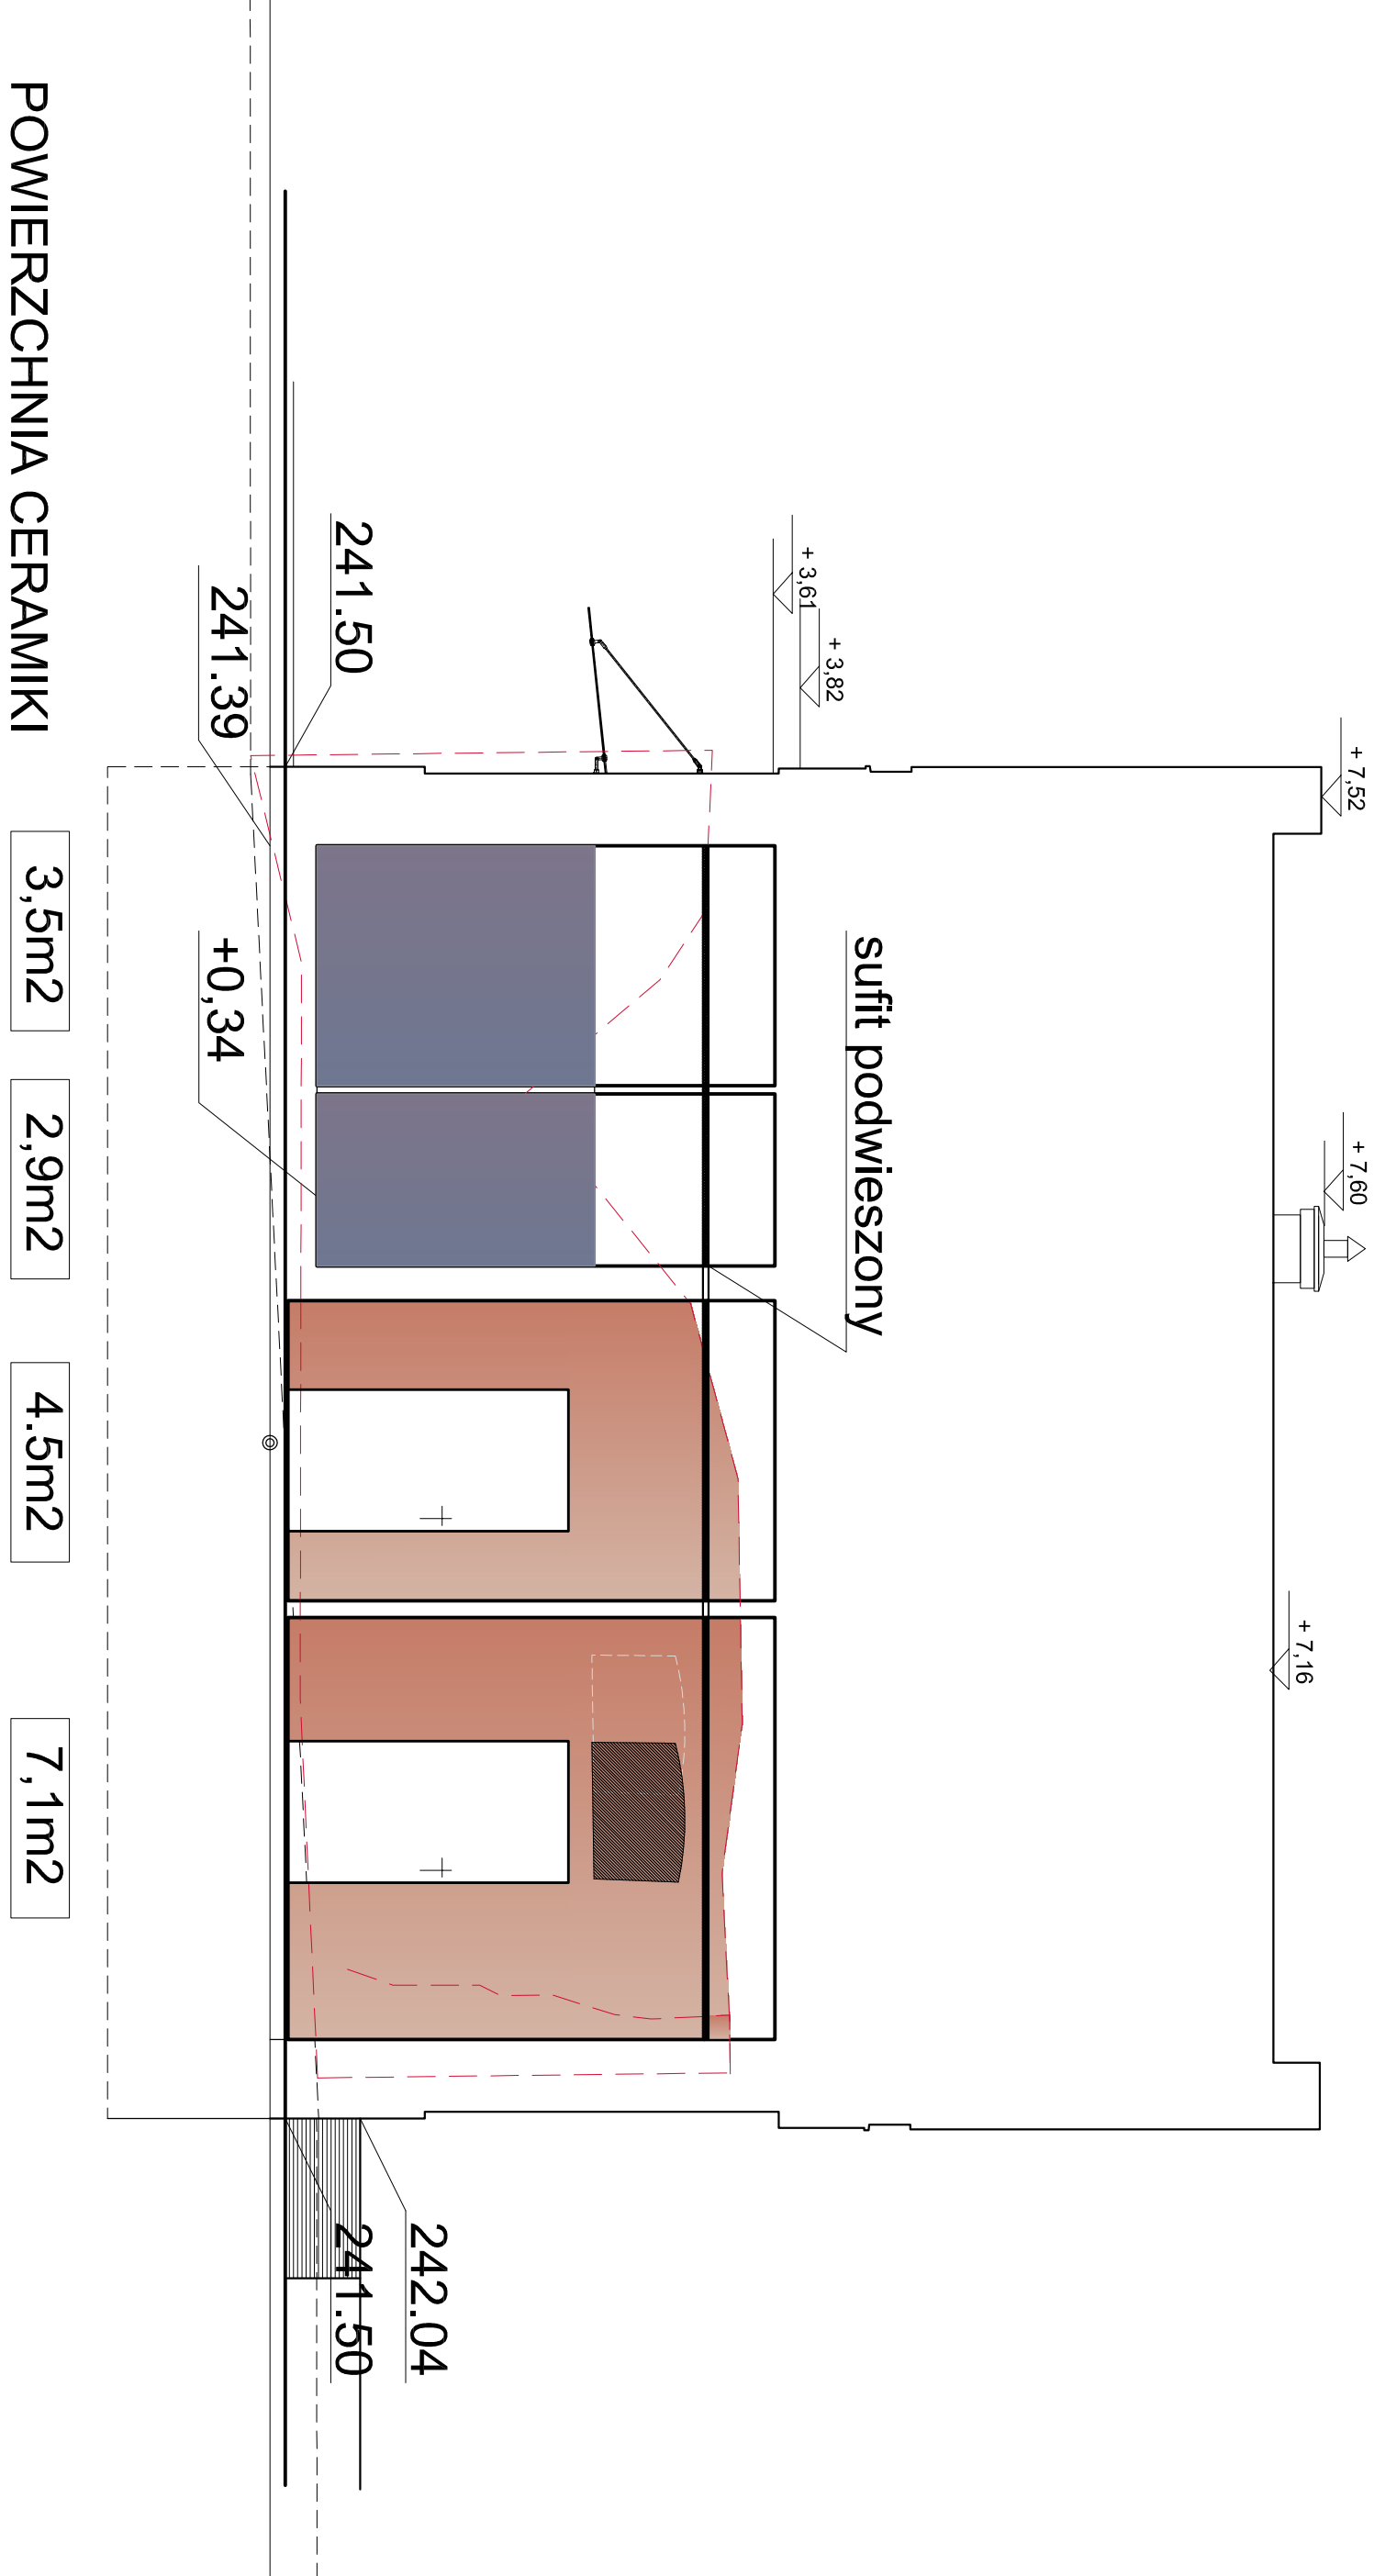 + 7,52
+ 7,60
+ 7,16
+ 3,82
+ 3,61
sufit podwieszony
241.50
242.04
241.50
241.39
+0,34
POWIERZCHNIA CERAMIKI
3,5m2
2,9m2
4.5m2
7,1m2